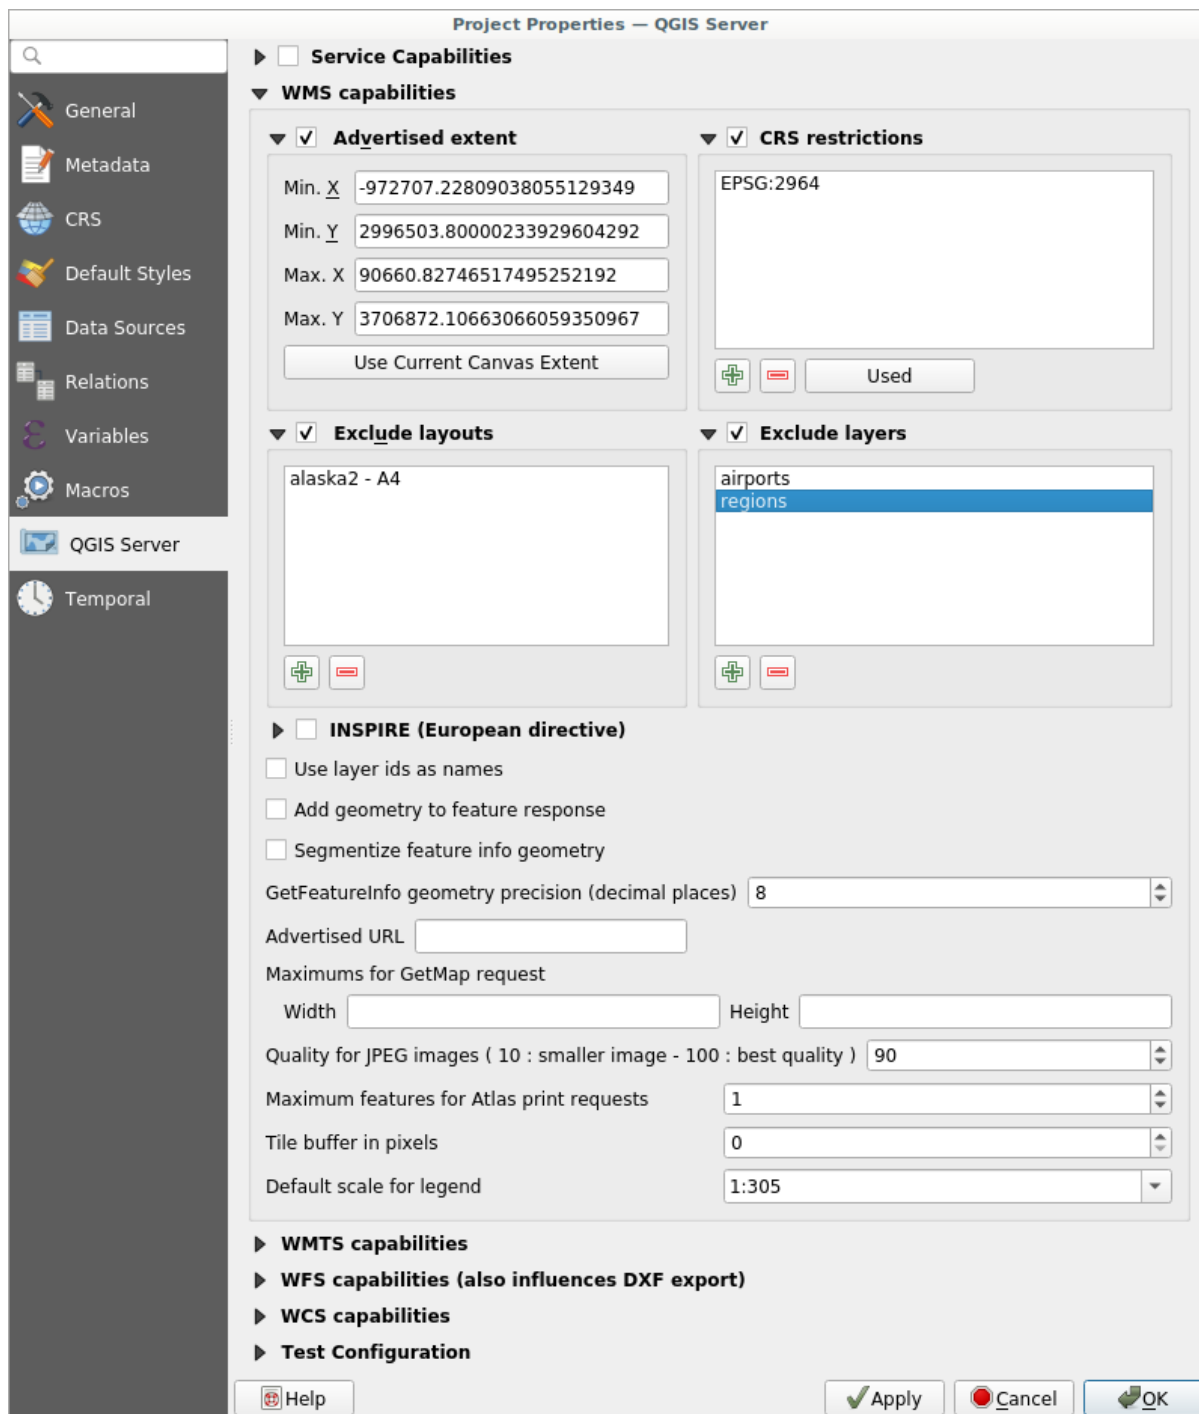 Project Properties — QGIS Server
General
Metadata
CRS
Default Styles
Data Sources
Relations
Variables
Macros
QGIS Server
Temporal
Service Capabilities
WMS capabilities
Advertised extent
Min. X -972707.22809038055129349
Min. Y 2996503.80000233929604292
Max. X 90660.82746517495252192
Max. Y 3706872.10663066059350967
Use Current Canvas Extent
CRS restrictions
EPSG:2964
Used
Exclude layouts
alaska2 - A4
Exclude layers
airports
regions
INSPIRE (European directive)
Use layer ids as names
Add geometry to feature response
Segmentize feature info geometry
GetFeatureInfo geometry precision (decimal places) 8
Advertised URL
Maximums for GetMap request
Width Height
Quality for JPEG images ( 10 : smaller image - 100 : best quality ) 90
Maximum features for Atlas print requests 1
Tile buffer in pixels 0
Default scale for legend 1:305
WMTS capabilities
WFS capabilities (also influences DXF export)
WCS capabilities
Test Configuration
Help Apply Cancel OK